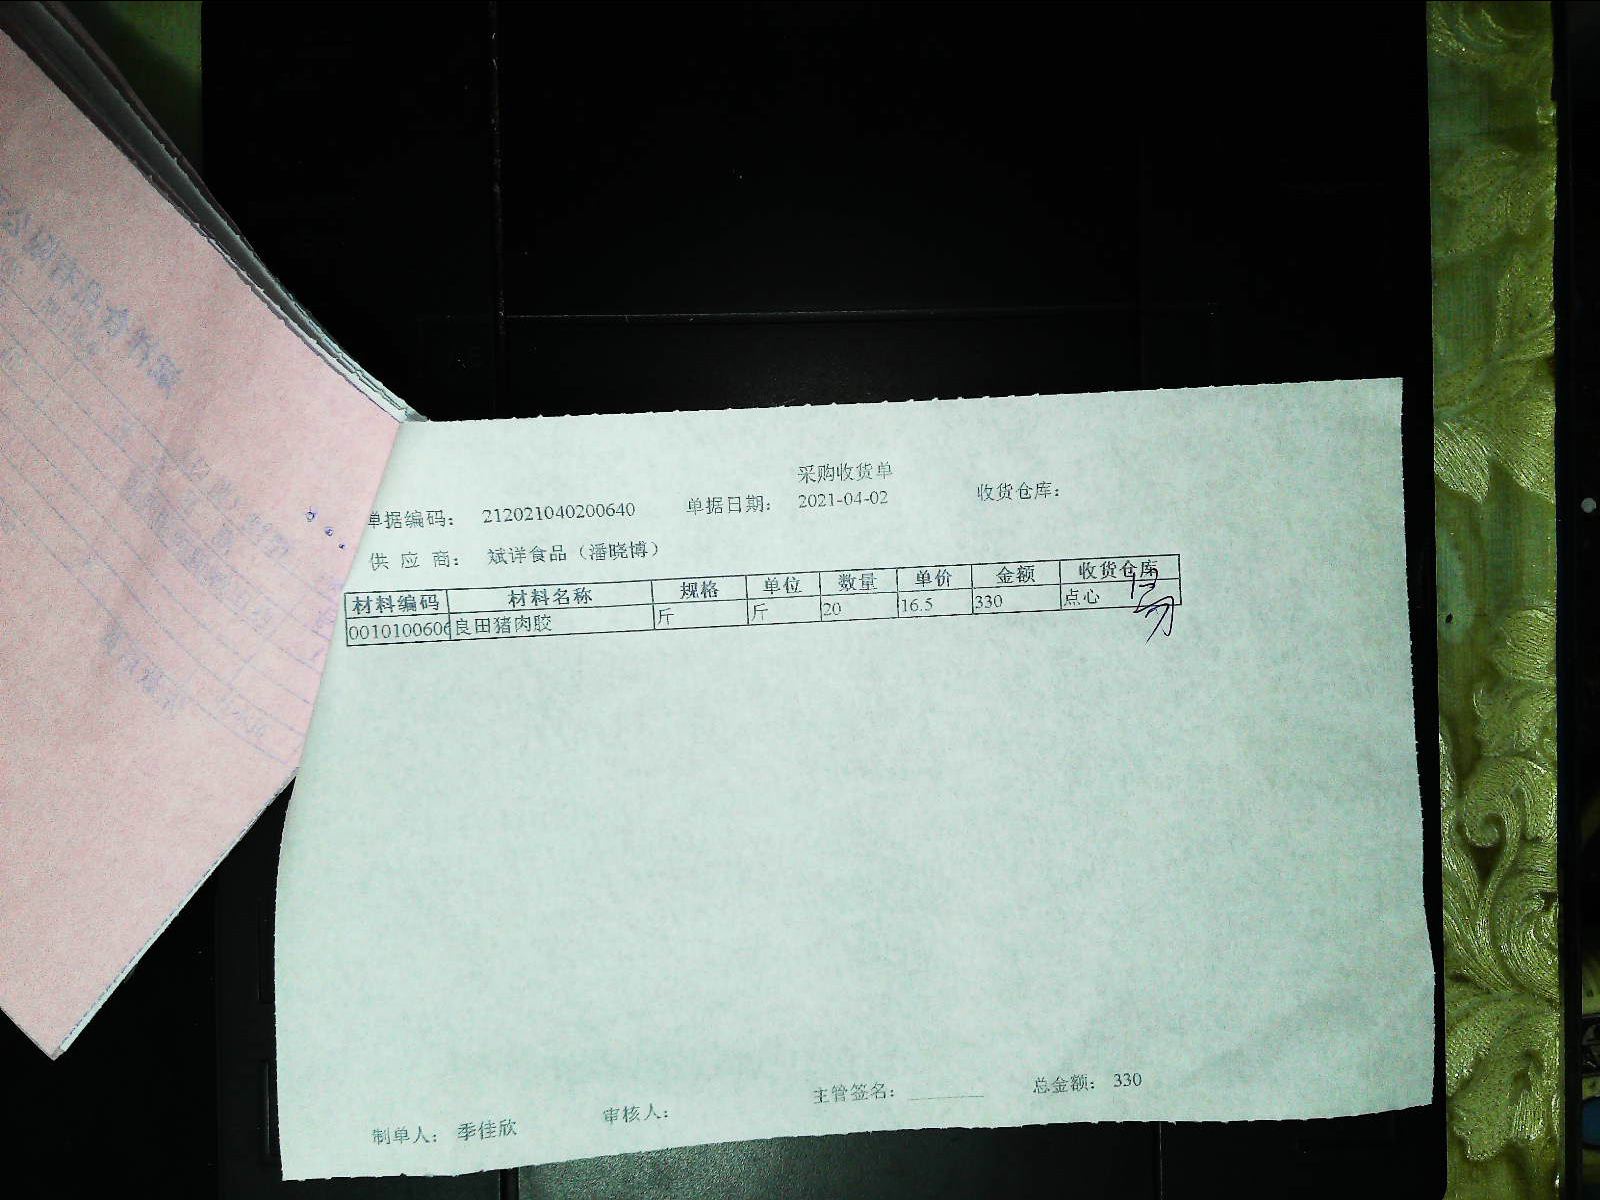 采购收货单
单据编码： 212021040200640 单据日期： 2021-04-02 收货仓库：
供 应 商： 斌详食品（潘晓博）
材料编码 材料名称 规格 单位 数量 单价 金额 收货仓库
0010100606 良田猪肉胶 斤 斤 20 16.5 330 点心
主管签名： 总金额： 330
制单人： 季佳欣 审核人：